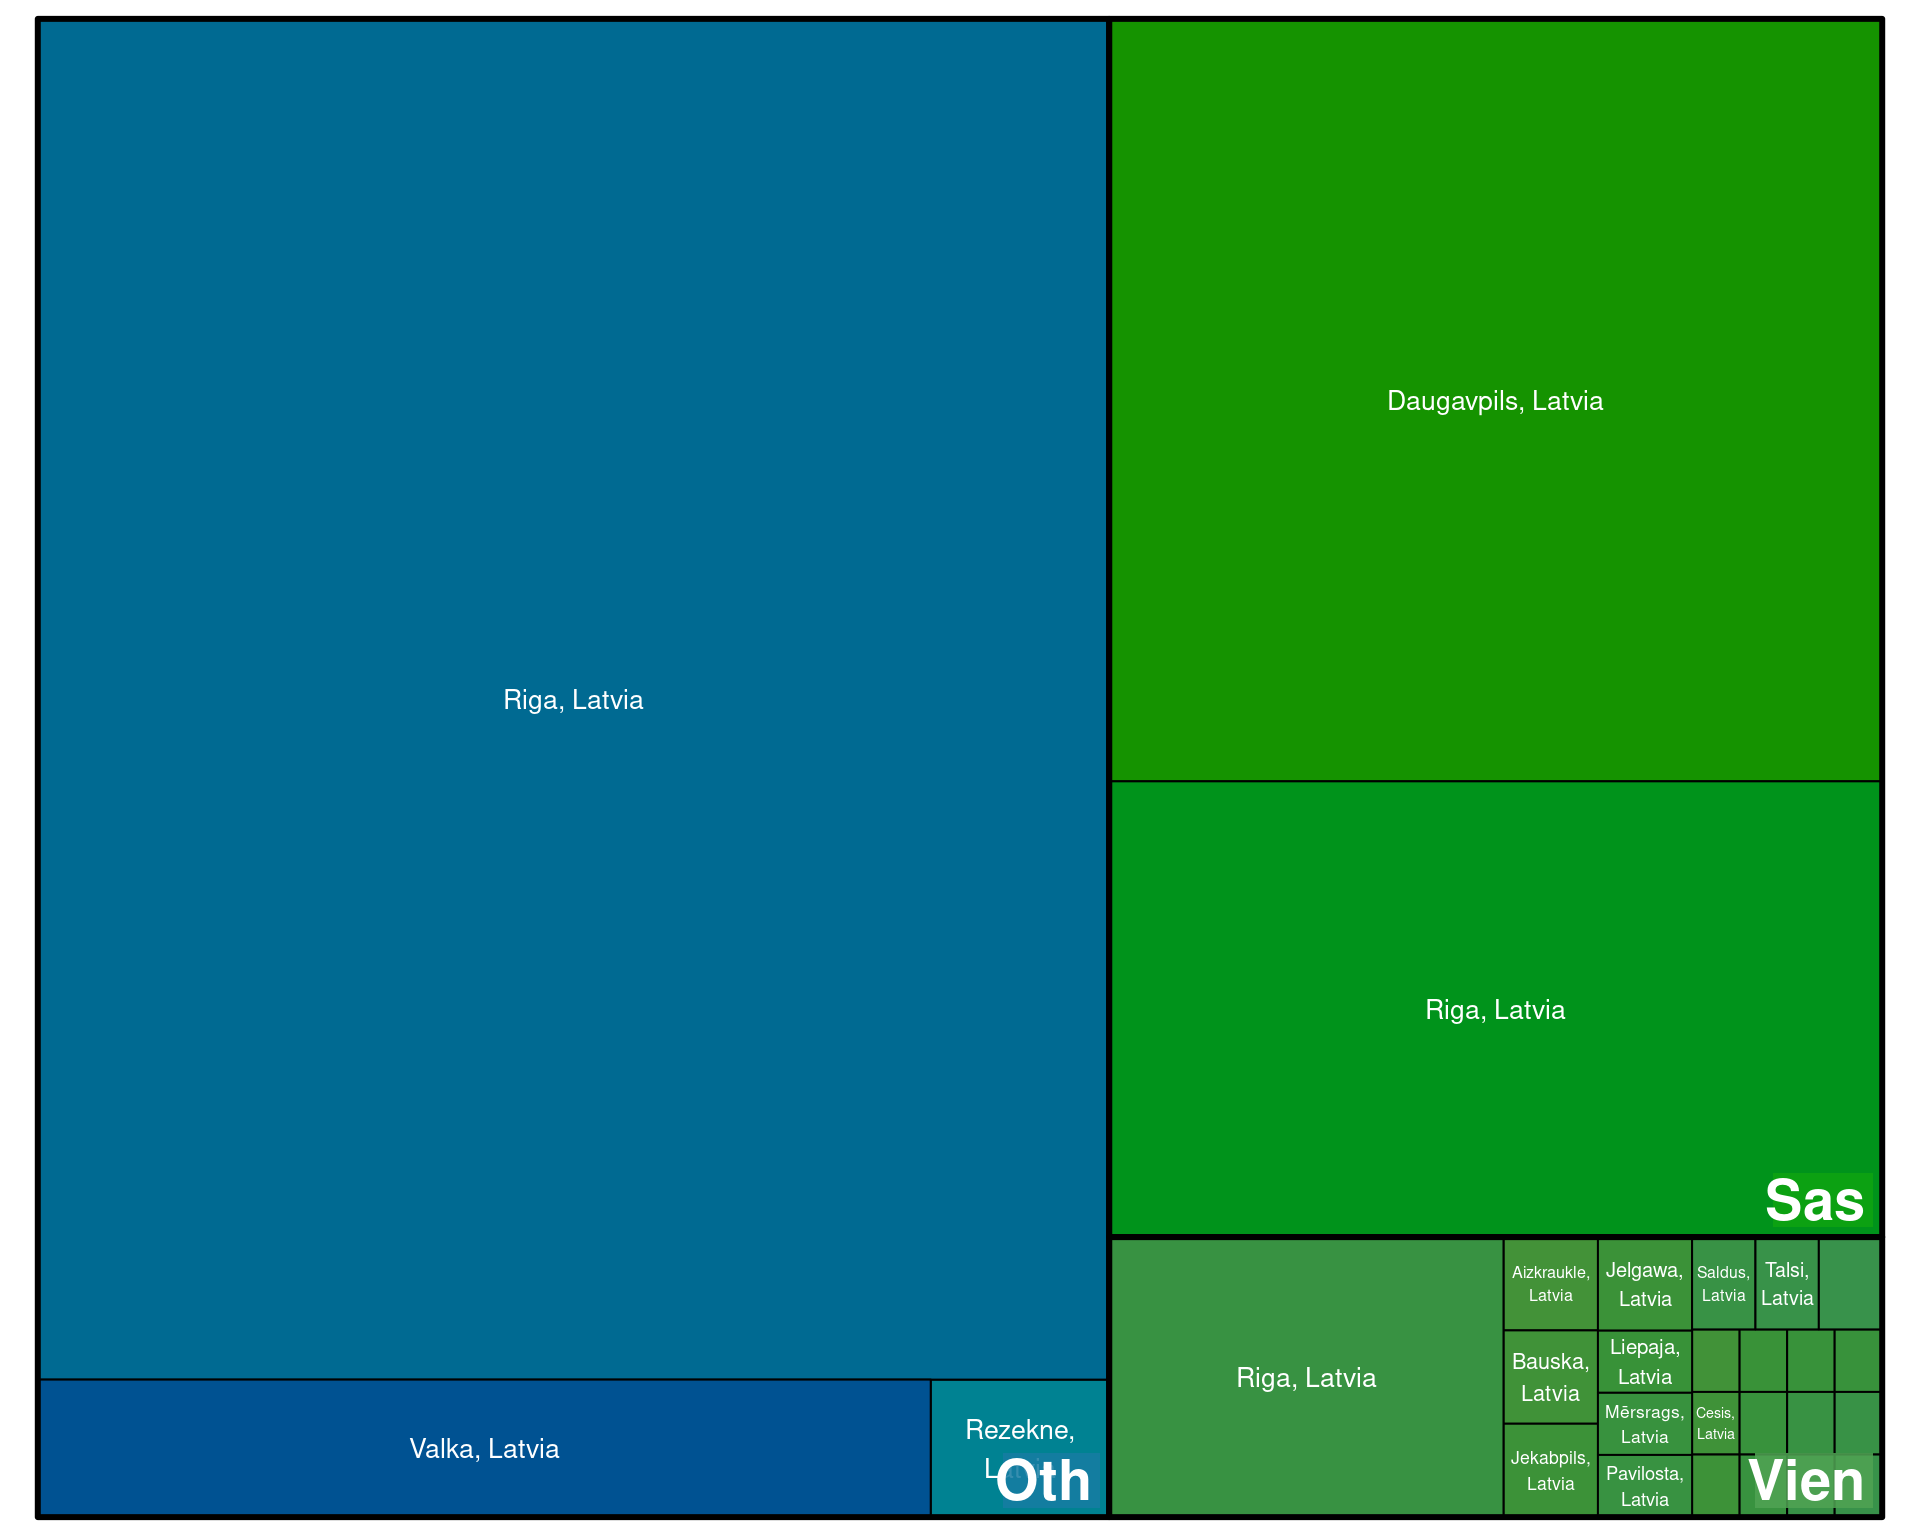 Riga, Latvia
Valka, Latvia
Rezekne,
Oth
Daugavpils, Latvia
Riga, Latvia
Sas
Riga, Latvia
Aizkraukle,
Latvia
Bauska,
Latvia
Jekabpils,
Latvia
Jelgawa,
Latvia
Liepaja,
Latvia
Mērsrags,
Latvia
Pavilosta,
Latvia
Saldus,
Latvia
Talsi,
Latvia
Cesis,
Latvia
Vien